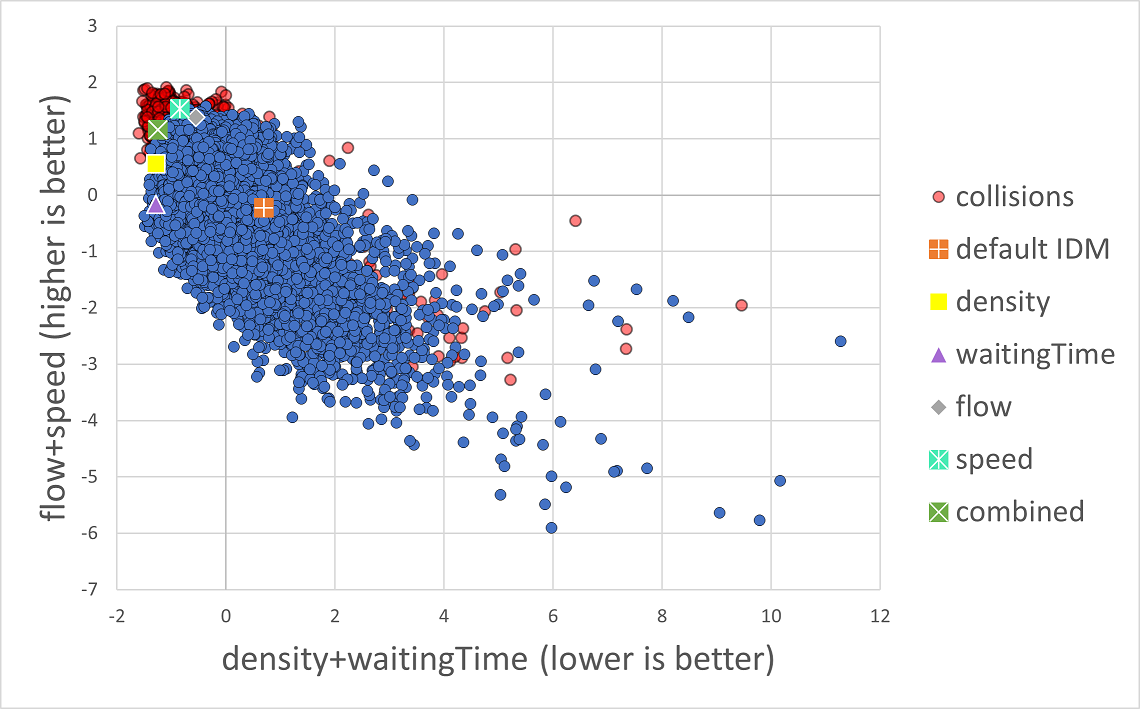 3
2
1
0
-1
-2
-3
-4
-5
-6
-7
-2 0 2 4 6 8 10 12
flow+speed (higher is better)
density+waitingTime (lower is better)
collisions
default IDM
density
waitingTime
flow
speed
combined